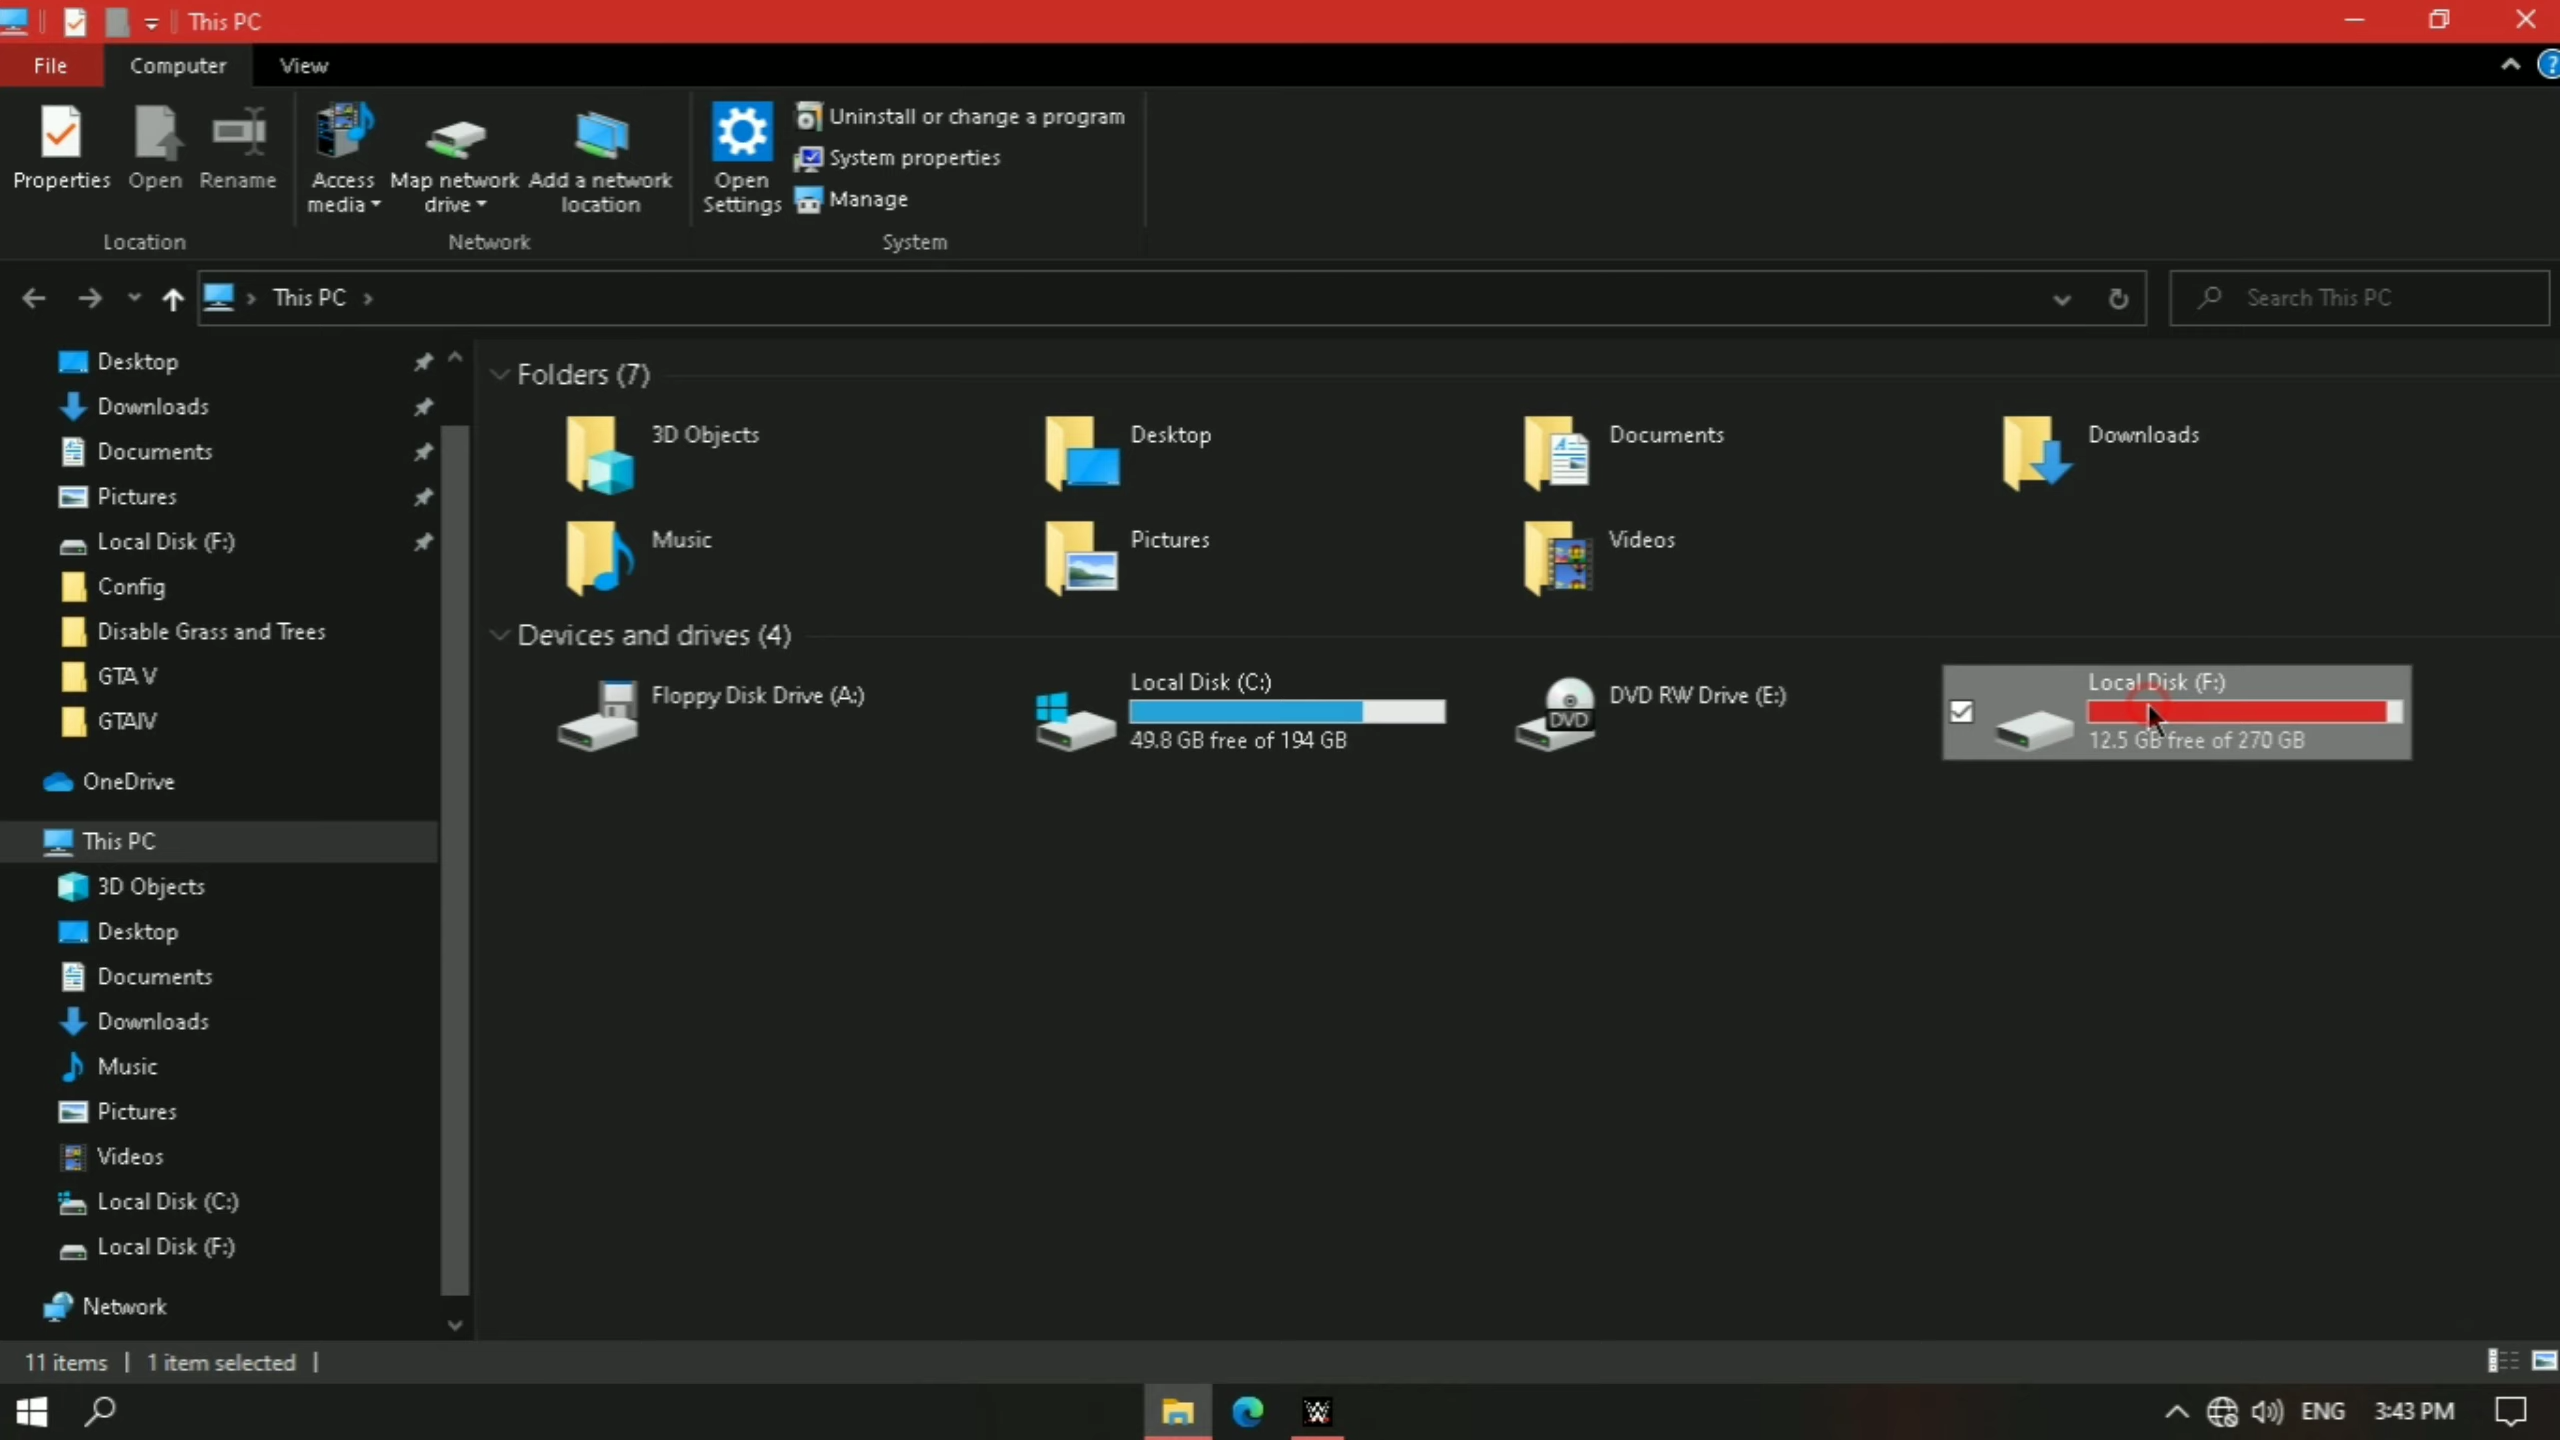 This PC
File
Computer
View
?
Properties
Open
Rename
Access
media
Map network
drive
Add a network
location
Open
Settings
Uninstall or change a program
System properties
Manage
Location
Network
System
This PC
Search This PC
Desktop
Downloads
Documents
Pictures
Local Disk (F:)
Config
Disable Grass and Trees
GTA V
GTAIV
OneDrive
This PC
3D Objects
Desktop
Documents
Downloads
Music
Pictures
Videos
Local Disk (C:)
Local Disk (F:)
Network
Folders (7)
3D Objects
Desktop
Documents
Downloads
Music
Pictures
Videos
Devices and drives (4)
Floppy Disk Drive (A:)
Local Disk (C:)
49.8 GB free of 194 GB
DVD
DVD RW Drive (E:)
Local Disk (F:)
12.5 GB free of 270 GB
11 items
1 item selected
W
ENG
3:43 PM